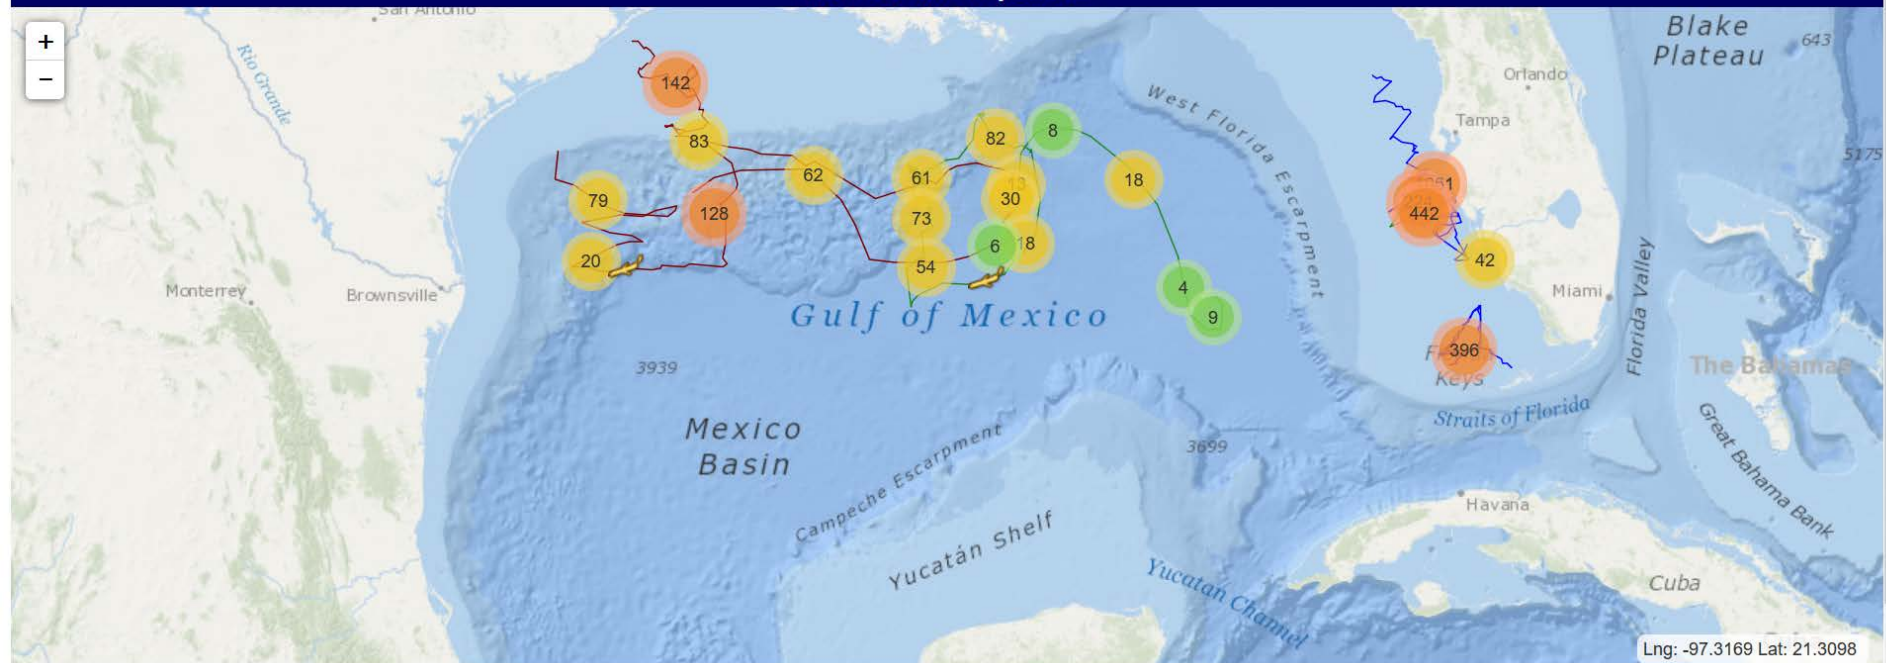 San Antonio
+
−
Rio Grande
Monterrey
Brownsville
142
83
79
20
128
62
61
73
54
82
8
13
30
6
18
18
4
9
Gulf of Mexico
3939
Mexico
Basin
Campeche Escarpment
Yucatán Shelf
Yucatan Channel
3699
West Florida Escarpment
Blake
Plateau
643
5175
Orlando
Tampa
442
42
Miami
396
Keys
Florida Valley
Straits of Florida
The Bahamas
Great Bahama Bank
Havana
Cuba
Lng: -97.3169 Lat: 21.3098